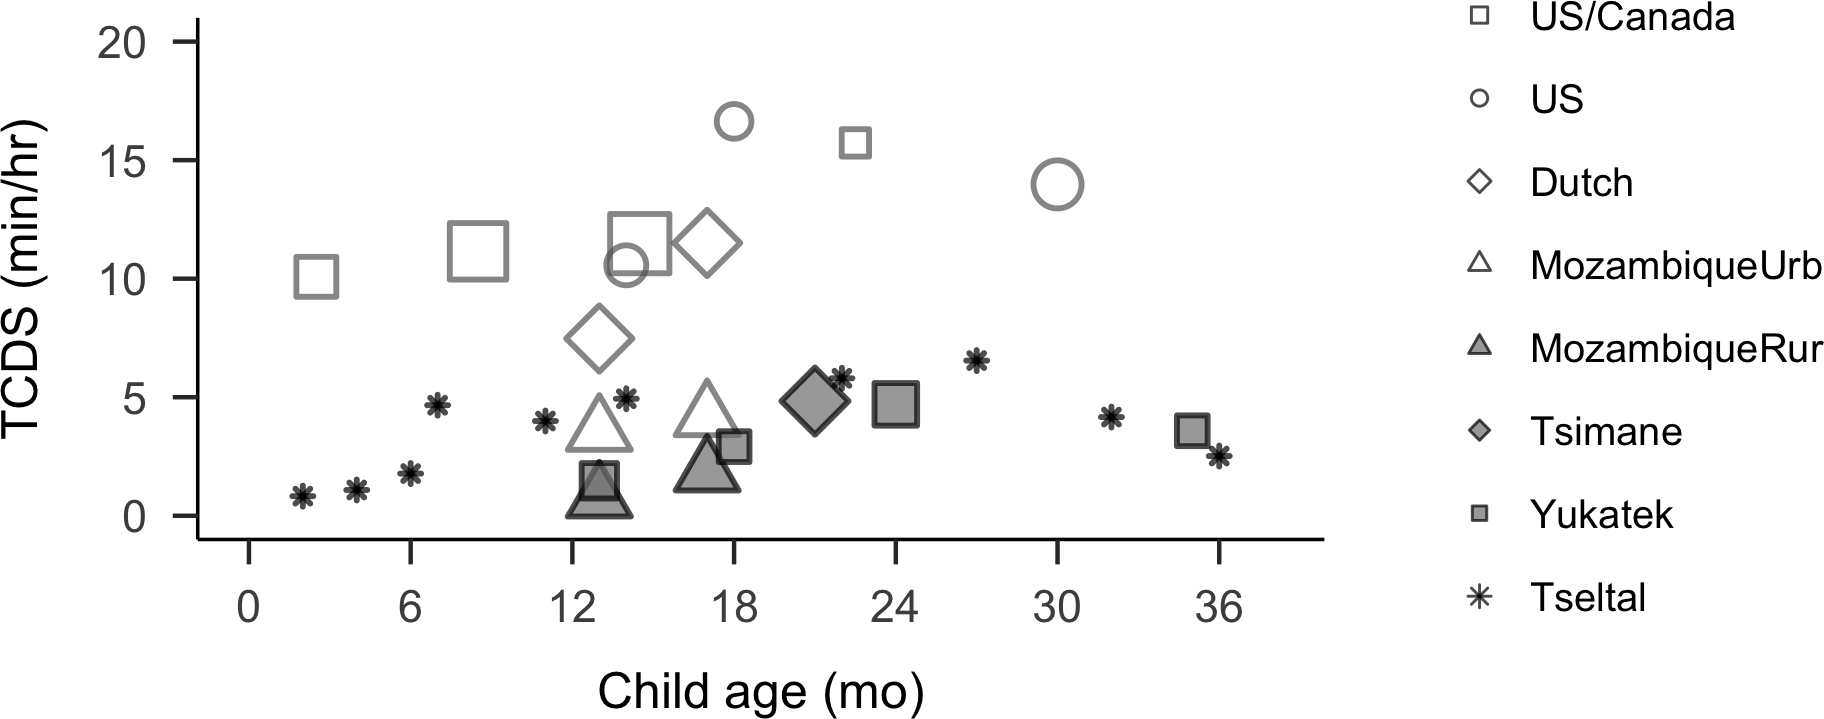 TCDS (min/hr)
20
15
10
5
0
0 6 12 18 24 30 36
Child age (mo)
US/Canada
US
Dutch
MozambiqueUrb
MozambiqueRur
Tsimane
Yukatek
Tseltal